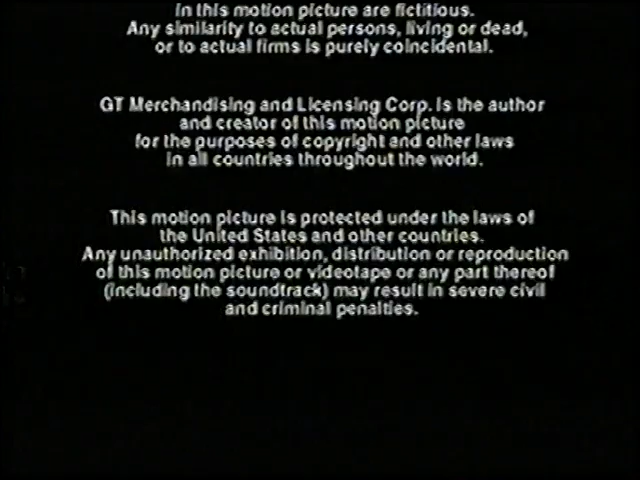 in this motion picture are fictitious.
Any similarity to actual persons, living or dead,
or to actual firms is purely coincidental.
GT Merchandising and Licensing Corp. is the author
and creator of this motion picture
for the purposes of copyright and other laws
in all countries throughout the world.
This motion picture is protected under the laws of
the United States and other countries.
Any unauthorized exhibition, distribution or reproduction
of this motion picture or videotape or any part thereof
(including the soundtrack) may result in severe civil
and criminal penalties.